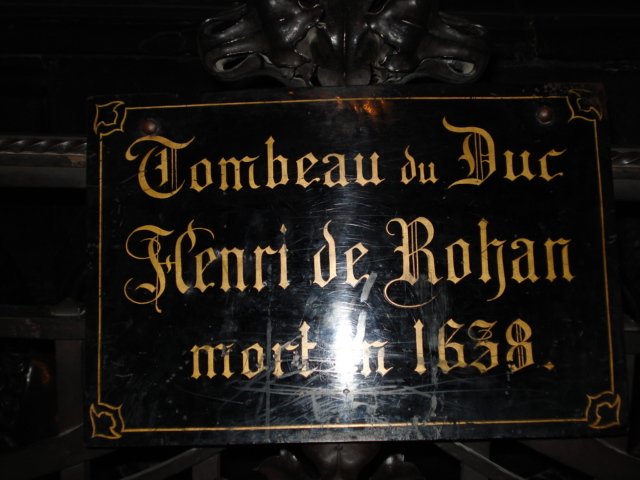 Tombeau du Duc
Henri de Rohan
mort en 1638.